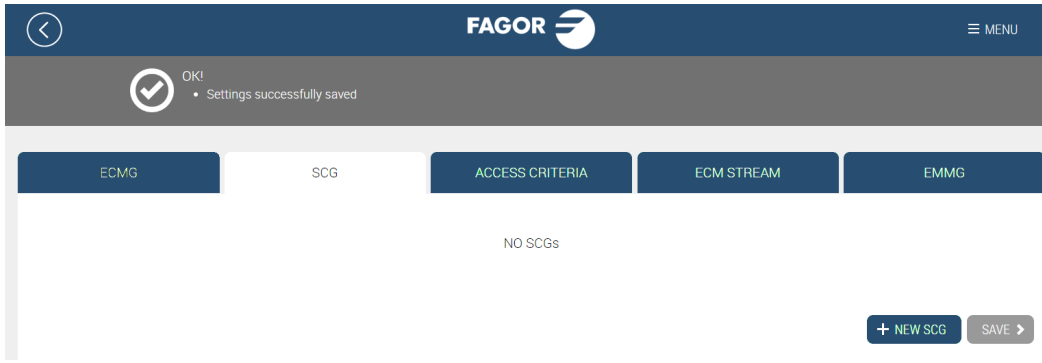 FAGOR
☰ MENU
OK!
• Settings successfully saved
ECMG SCG ACCESS CRITERIA ECM STREAM EMMG
NO SCGs
+ NEW SCG SAVE